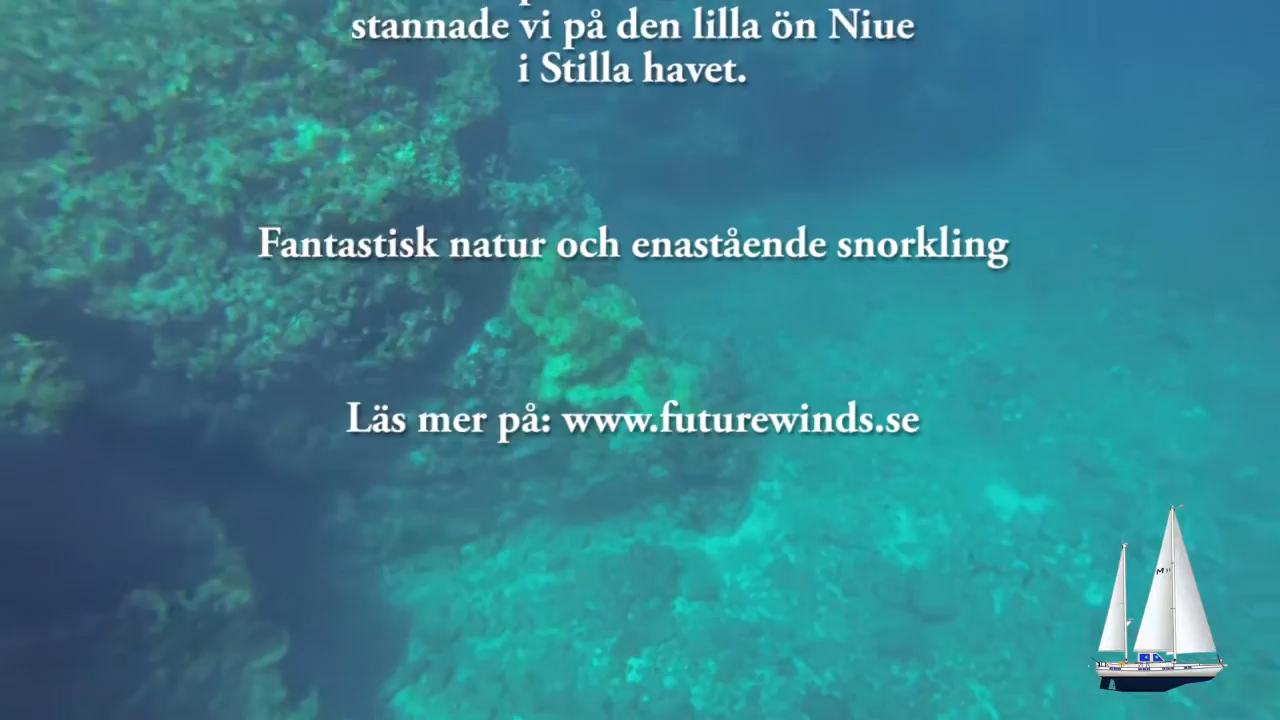 stannade vi på den lilla ön Niue
i Stilla havet.
Fantastisk natur och enastående snorkling
Läs mer på: www.futurewinds.se